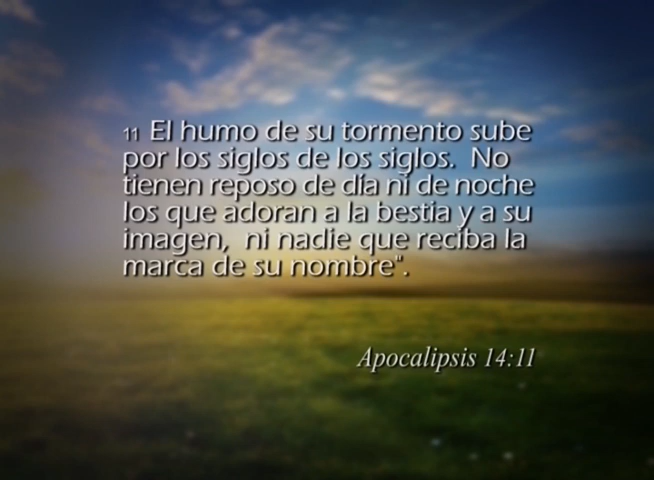 11 El humo de su tormento sube
por los siglos de los siglos. No
tienen reposo de día ni de noche
los que adoran a la bestia y a su
imagen, ni nadie que reciba la
marca de su nombre".
Apocalipsis 14:11